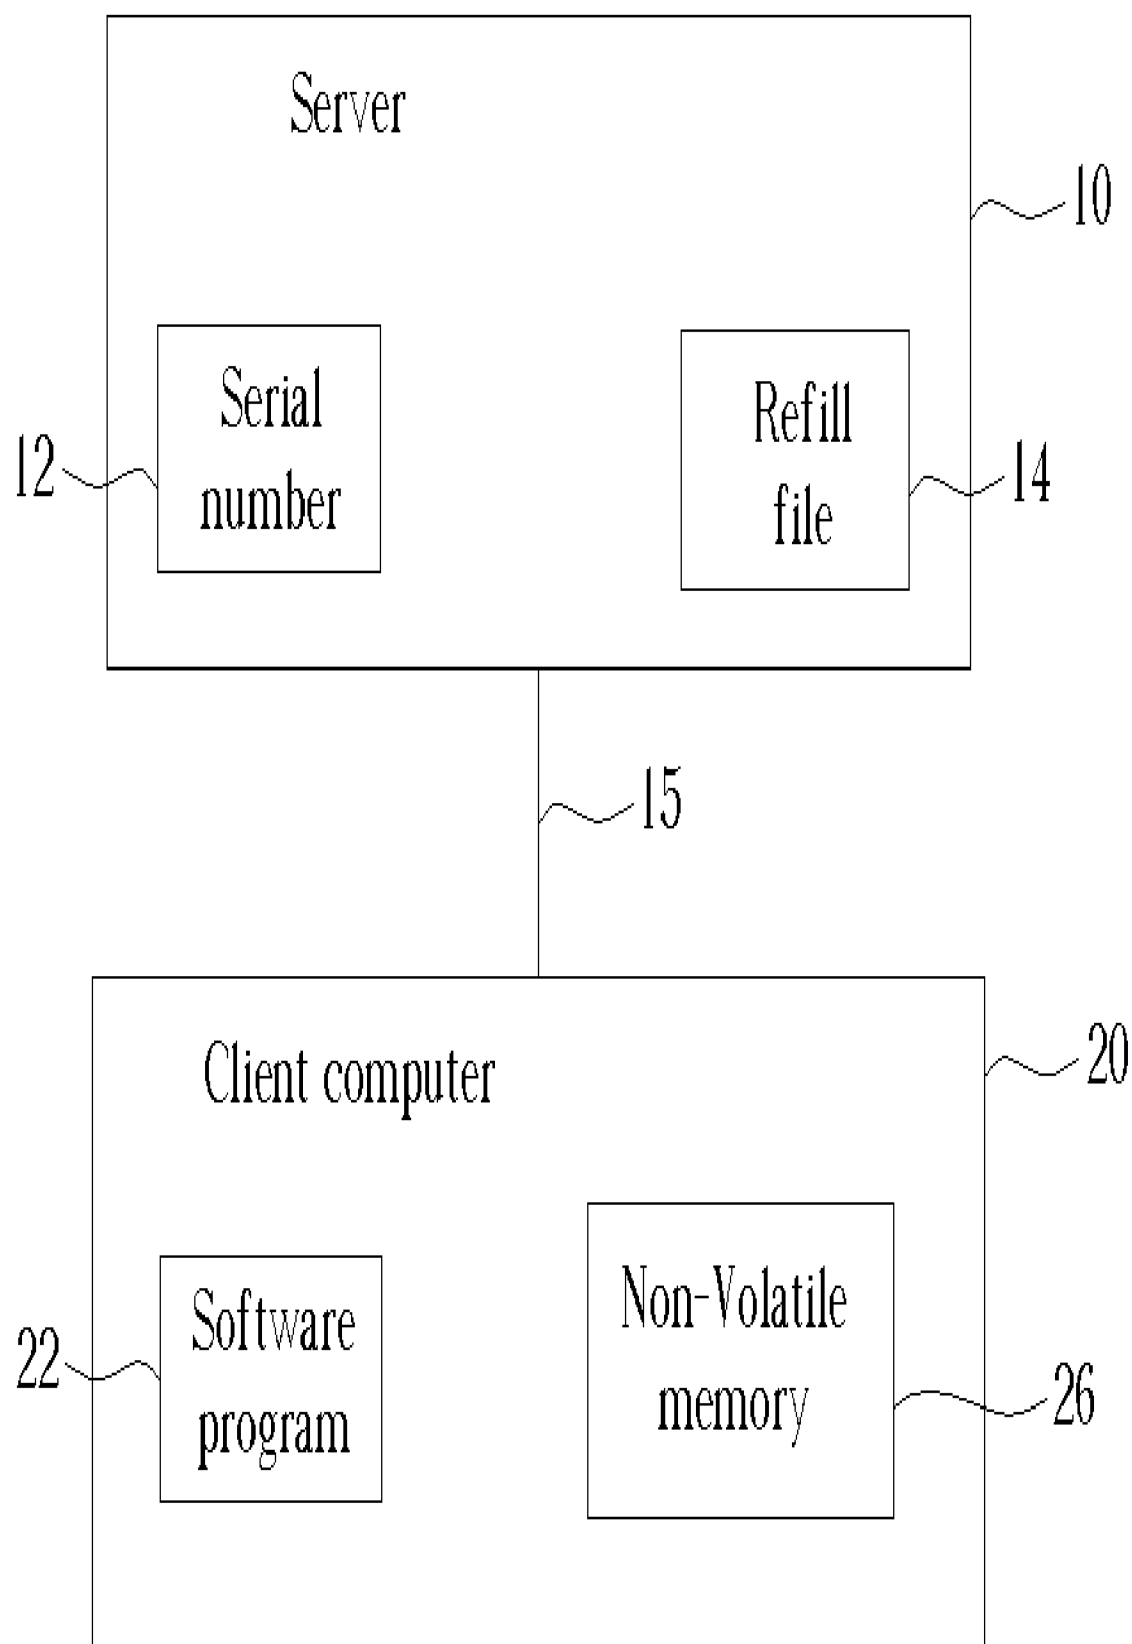 Server
10
Serial
number
12
Refill
file
14
15
Client computer
20
Software
program
22
Non-Volatile
memory
26